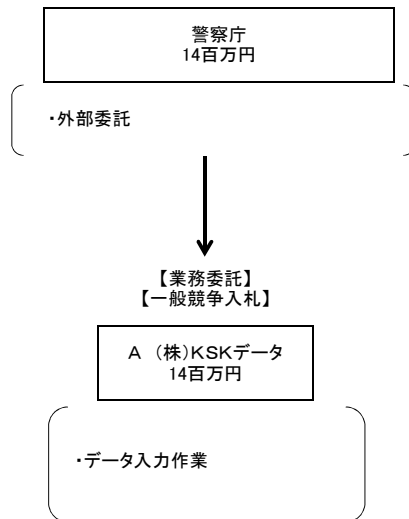 警察庁
14百万円
・外部委託
【業務委託】
【一般競争入札】
A （株）KSKデータ
14百万円
・データ入力作業